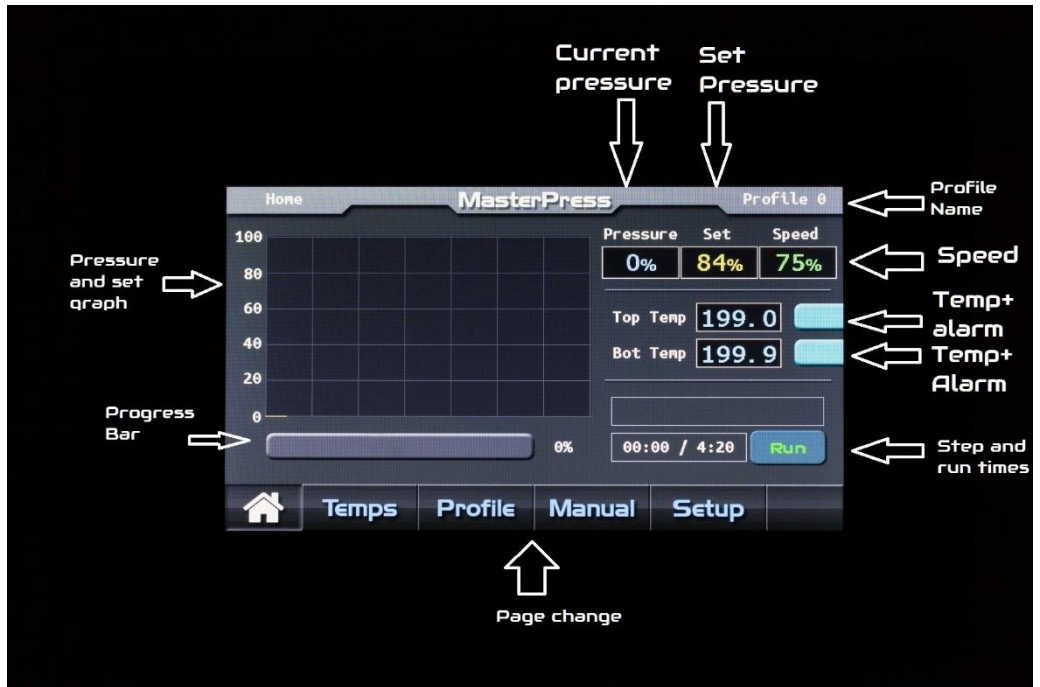 Current
pressure
Set
Pressure
Home
MasterPress
Profile 0
Profile
Name
Pressure Set Speed
0% 84% 75%
Speed
100
80
60
40
20
0
Pressure
and set
graph
Top Temp 199.0
Temp+
alarm
Bot Temp 199.9
Temp+
Alarm
Progress
Bar
0%
00:00 / 4:20
Run
Step and
run times
Temps
Profile
Manual
Setup
Page change